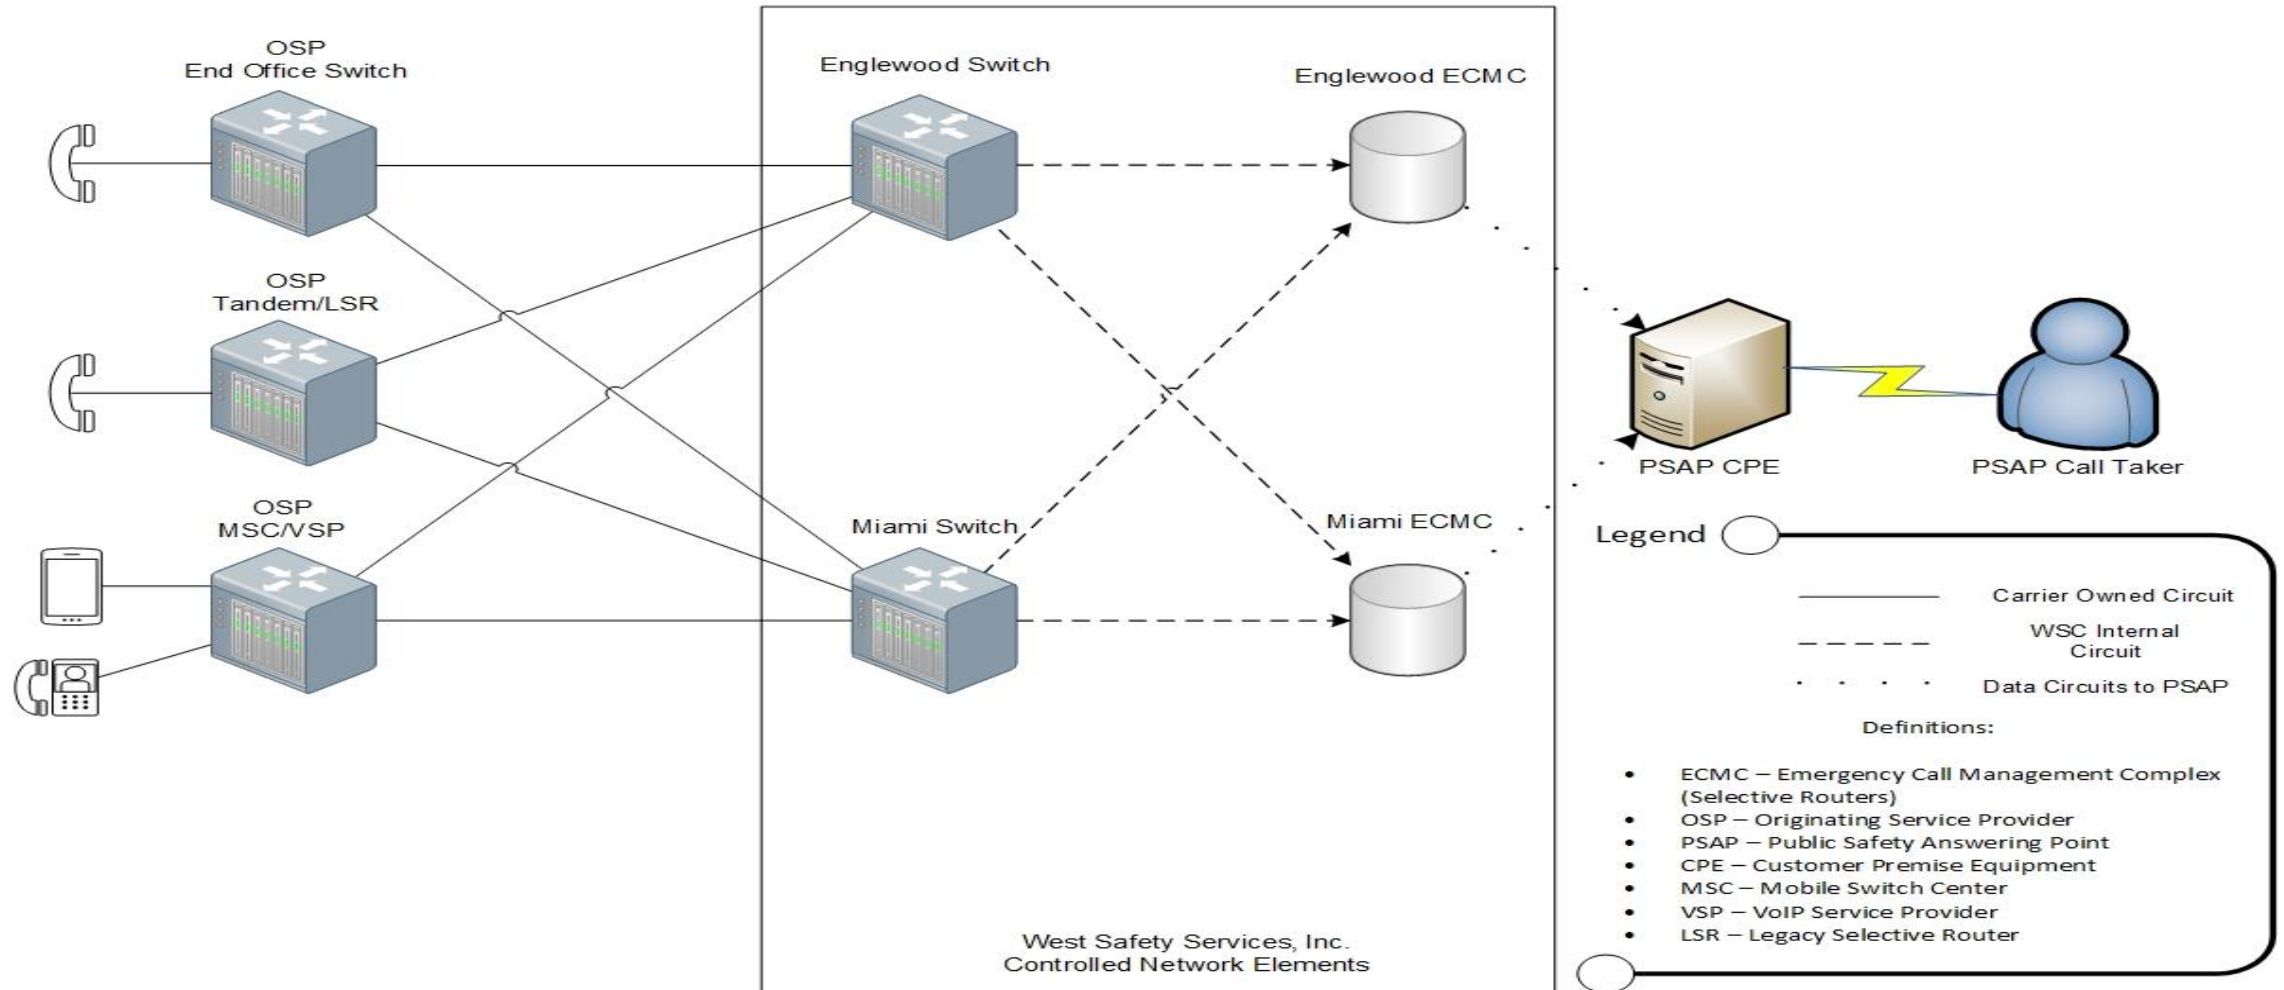 OSP
End Office Switch
Englewood Switch
Englewood ECMC
OSP
Tandem/LSR
PSAP CPE
PSAP Call Taker
OSP
MSC/VSP
Miami Switch
Miami ECMC
Legend
Carrier Owned Circuit
WSC Internal
Circuit
Data Circuits to PSAP
Definitions:
• ECMC – Emergency Call Management Complex
(Selective Routers)
• OSP – Originating Service Provider
• PSAP – Public Safety Answering Point
• CPE – Customer Premise Equipment
• MSC – Mobile Switch Center
• VSP – VoIP Service Provider
• LSR – Legacy Selective Router
West Safety Services, Inc.
Controlled Network Elements